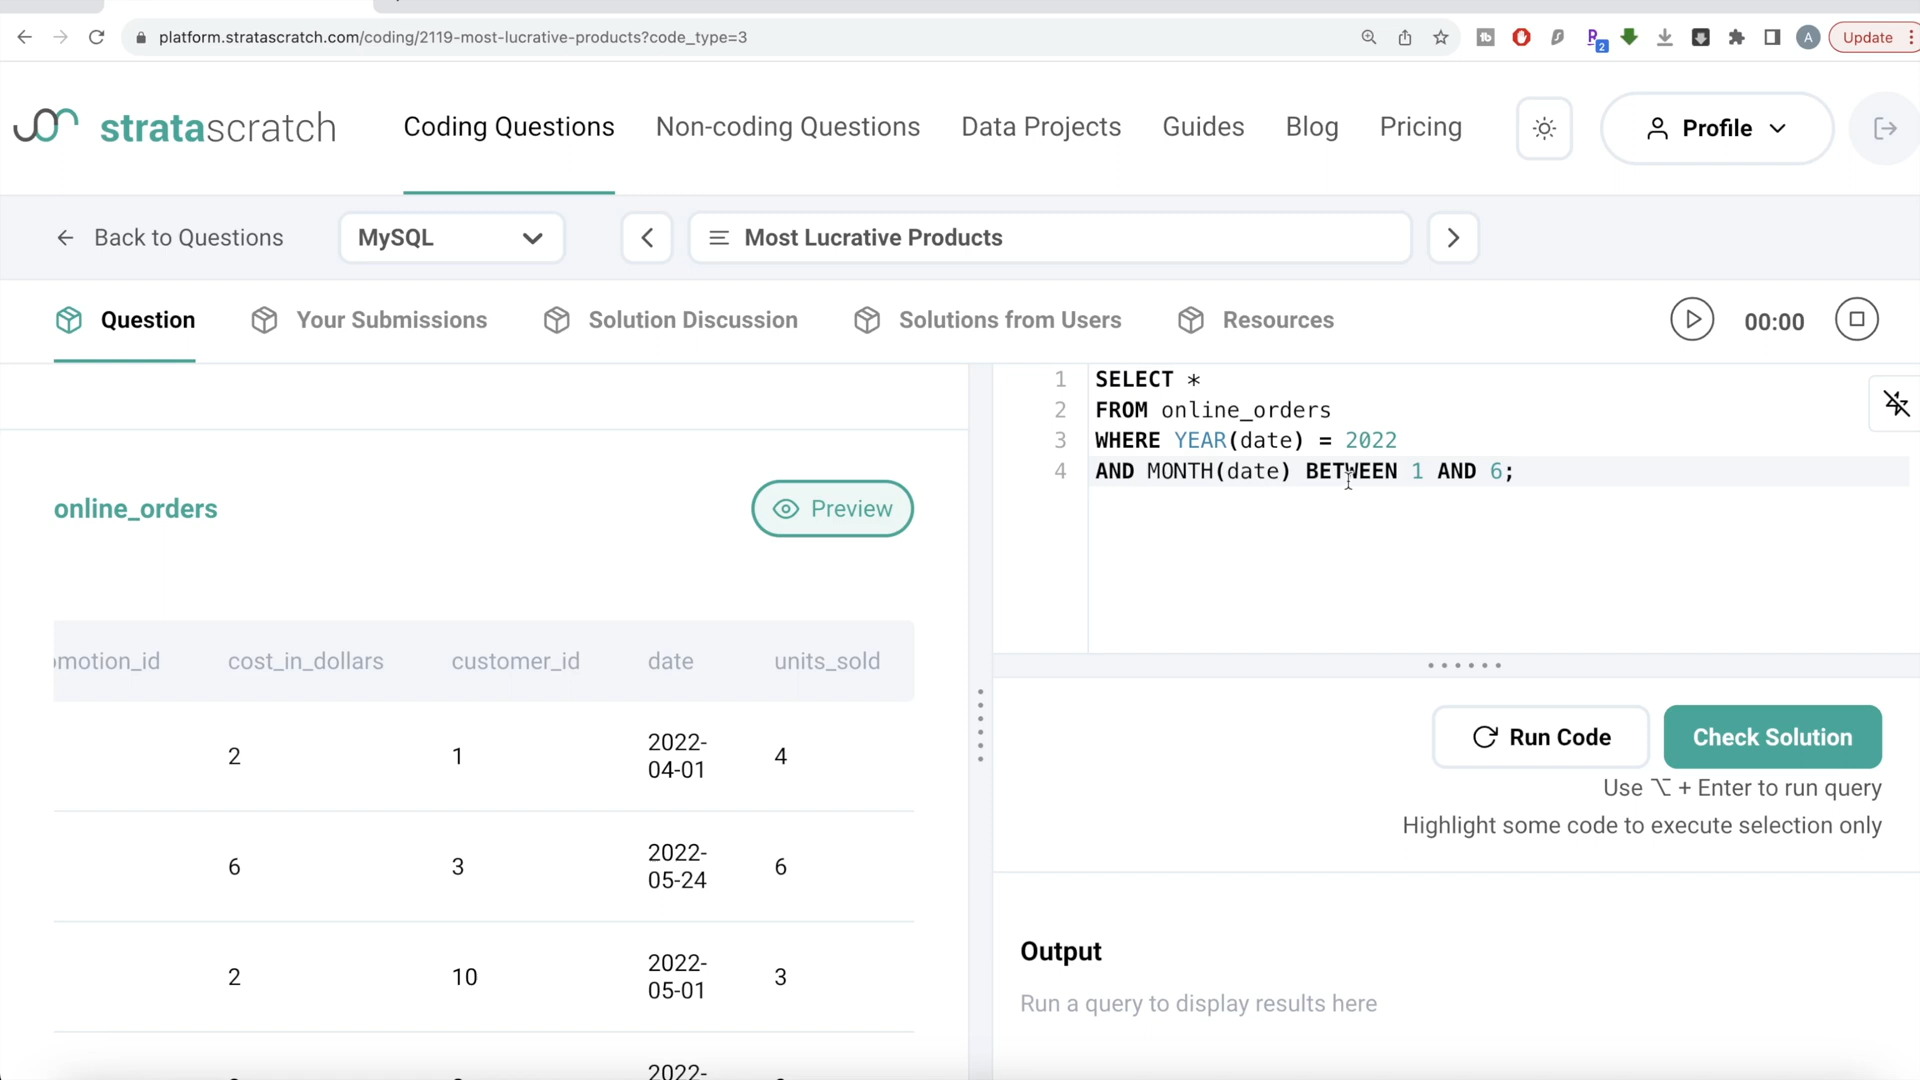 platform.stratascratch.com/coding/2119-most-lucrative-products?code_type=3
2
A
Update
stratascratch
Coding Questions
Non-coding Questions
Data Projects
Guides
Blog
Pricing
Profile
Back to Questions
MySQL
Most Lucrative Products
Question
Your Submissions
Solution Discussion
Solutions from Users
Resources
00:00
1 SELECT *
2 FROM online_orders
3 WHERE YEAR(date) = 2022
4 AND MONTH(date) BETWEEN 1 AND 6;
online_orders
Preview
omotion_id cost_in_dollars customer_id date units_sold
2 1 2022-04-01 4
6 3 2022-05-24 6
2 10 2022-05-01 3
2022-
Run Code
Check Solution
Use ⌥ + Enter to run query
Highlight some code to execute selection only
Output
Run a query to display results here